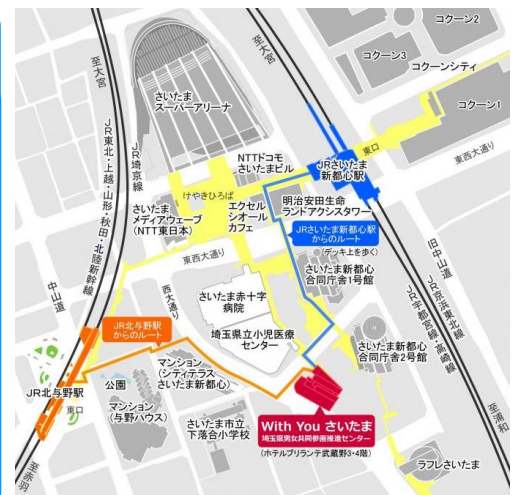 コクーン2
コクーン3
コクーンシティ
コクーン1
至大宮
至大宮
JR東北・上越・山形・秋田・北陸新幹線
JR埼京線
さいたま
スーパーアリーナ
NTTドコモ
さいたまビル
東口
JRさいたま
新都心駅
東西大通り
けやきひろば
さいたま
メディアウェーブ
(NTT東日本)
エクセル
シオール
カフェ
明治安田生命
ランドアクシスタワー
JRさいたま新都心駅
からのルート
(デッキ上を歩く)
東西大通り
中山道
西大通り
さいたま赤十字
病院
さいたま新都心
合同庁舎1号館
旧中山道
JR京浜東北線
JR宇都宮線・高崎線
JR北与野駅
からのルート
埼玉県立小児医療
センター
さいたま新都心
合同庁舎2号館
マンション
(シティテラス
さいたま新都心)
公園
JR北与野駅
東口
マンション
(与野ハウス)
さいたま市立
下落合小学校
With You さいたま
埼玉県男女共同参画推進センター
(ホテルブリランテ武蔵野3・4階)
至浦和
至赤羽
ラフレさいたま